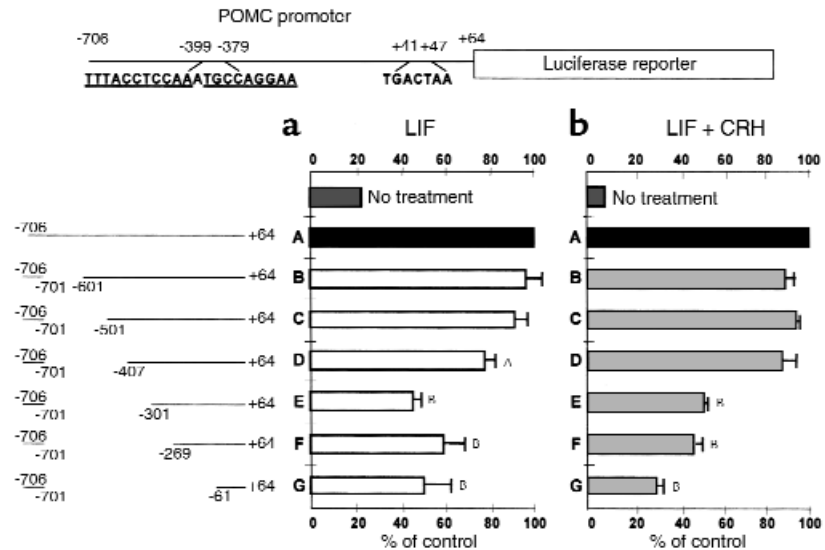 POMC promoter
-706 -399 -379 +41 +47 +64
TTTACCTCCAAATGCCAGGAA TGACTAA Luciferase reporter
a LIF b LIF + CRH
0 20 40 60 80 100 0 20 40 60 80 100
No treatment No treatment
-706 +64 A A
-706 -701 -601 +64 B B
-706 -701 -501 +64 C C
-706 -701 -407 +64 D A D
-706 -701 -301 +64 E B E B
-706 -701 -269 +64 F B F B
-706 -701 -61 +64 G B G B
0 20 40 60 80 100 0 20 40 60 80 100
% of control % of control